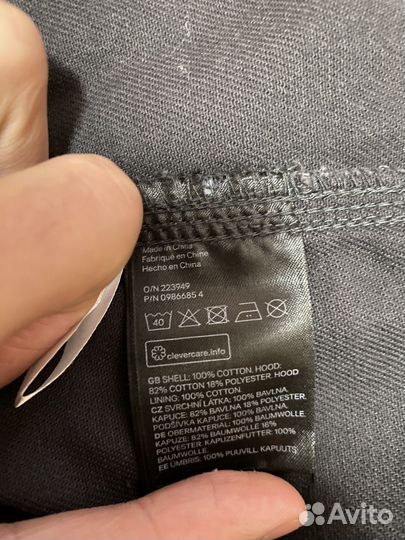 Made in China
Fabriqué en Chine
Hecho en China
O/N 223949
P/N 0986685 4
40
clevercare.info
GB SHELL: 100% COTTON. HOOD:
82% COTTON 18% POLYESTER. HOOD
LINING: 100% COTTON.
CZ SVRCHNÍ LÁTKA: 100% BAVLNA.
KAPUCE: 82% BAVLNA 18% POLYESTER.
PODŠÍVKA KAPUCE: 100% BAVLNA.
DE OBERMATERIAL: 100% BAUMWOLLE.
KAPUZE: 82% BAUMWOLLE 18%
POLYESTER. KAPUZENFUTTER: 100%
BAUMWOLLE.
EE ÜMBRIS: 100% PUUVILL KAPUUTS
Avito